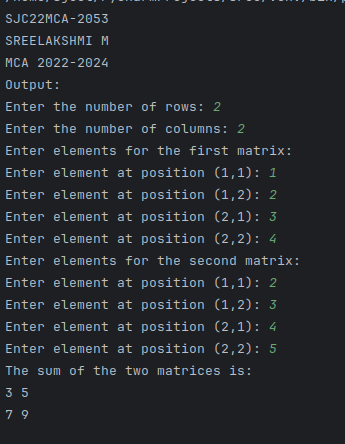 SJC22MCA-2053
SREELAKSHMI M
MCA 2022-2024
Output:
Enter the number of rows: 2
Enter the number of columns: 2
Enter elements for the first matrix:
Enter element at position (1,1): 1
Enter element at position (1,2): 2
Enter element at position (2,1): 3
Enter element at position (2,2): 4
Enter elements for the second matrix:
Enter element at position (1,1): 2
Enter element at position (1,2): 3
Enter element at position (2,1): 4
Enter element at position (2,2): 5
The sum of the two matrices is:
3 5
7 9